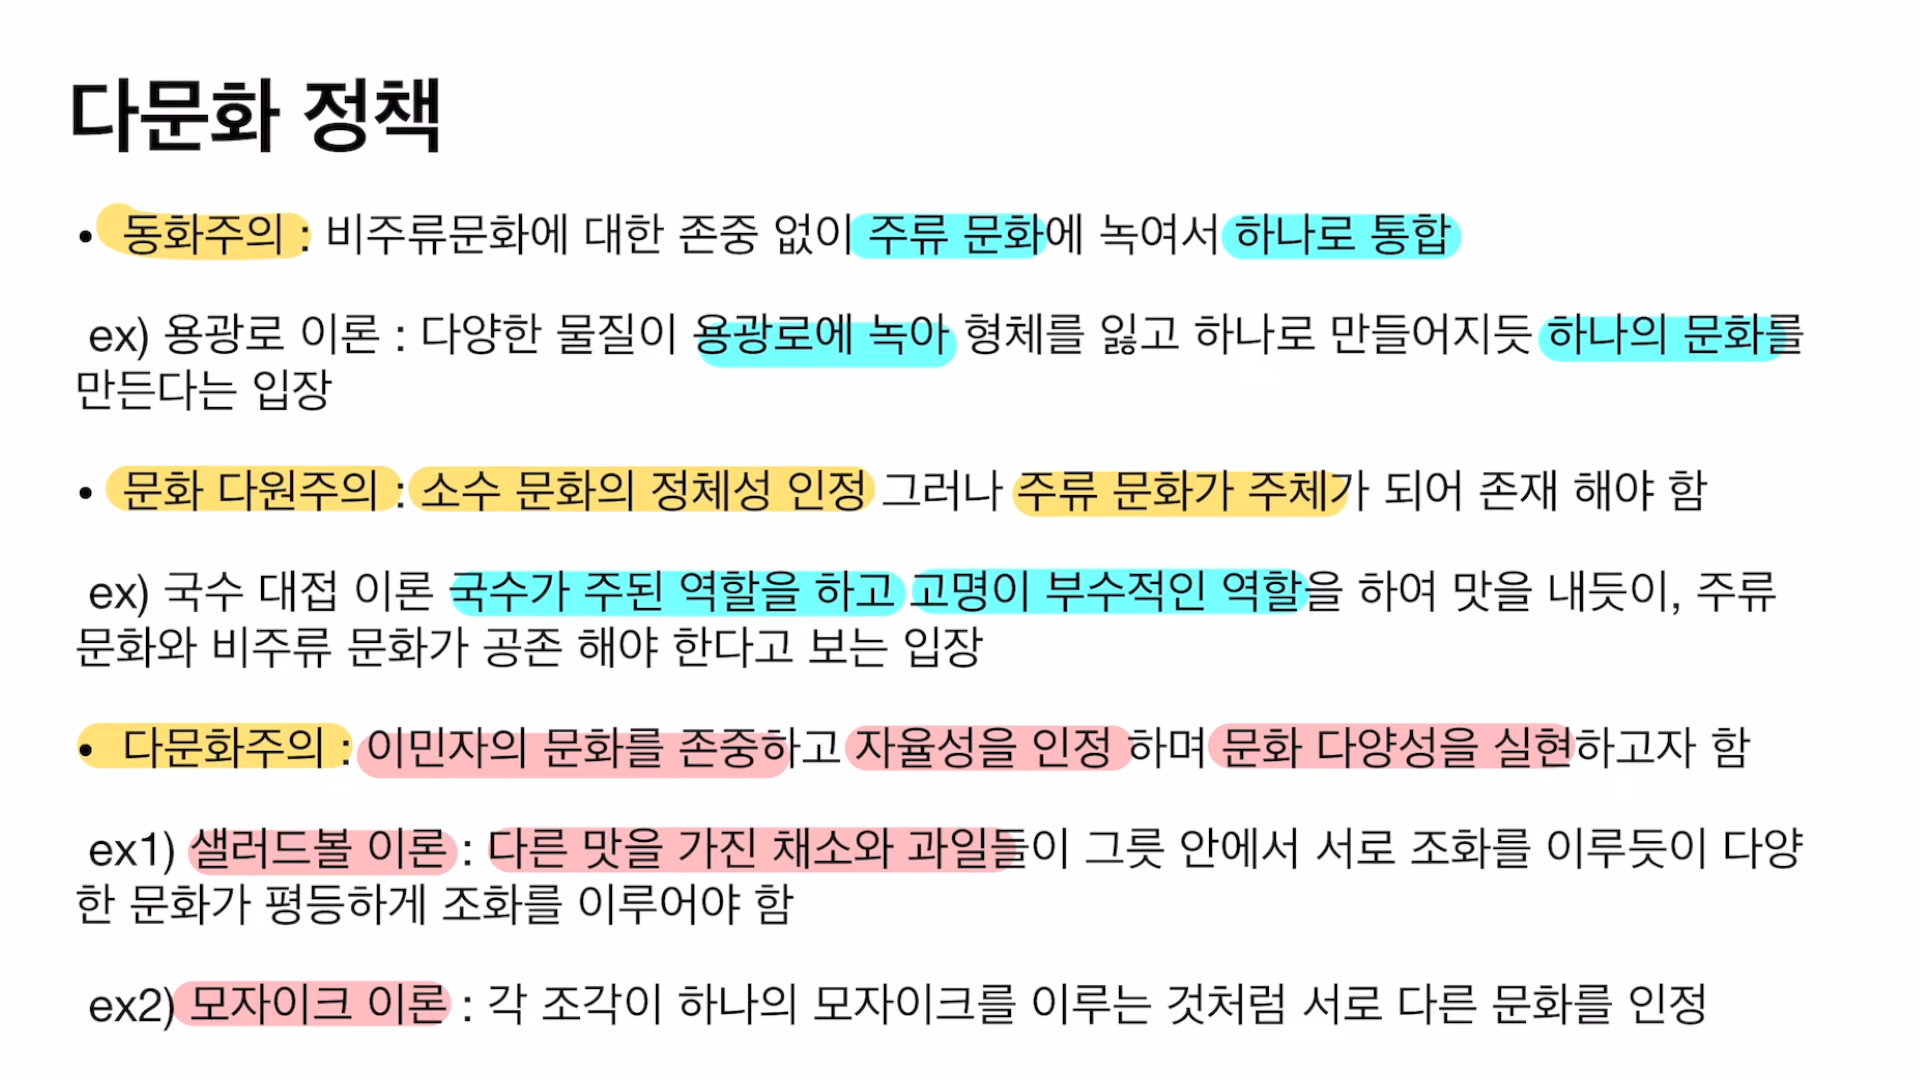 다문화 정책
• 동화주의 : 비주류문화에 대한 존중 없이 주류 문화에 녹여서 하나로 통합
ex) 용광로 이론 : 다양한 물질이 용광로에 녹아 형체를 잃고 하나로 만들어지듯 하나의 문화를
만든다는 입장
• 문화 다원주의 : 소수 문화의 정체성 인정 그러나 주류 문화가 주체가 되어 존재 해야 함
ex) 국수 대접 이론 국수가 주된 역할을 하고 고명이 부수적인 역할을 하여 맛을 내듯이, 주류
문화와 비주류 문화가 공존 해야 한다고 보는 입장
• 다문화주의 : 이민자의 문화를 존중하고 자율성을 인정 하며 문화 다양성을 실현하고자 함
ex1) 샐러드볼 이론 : 다른 맛을 가진 채소와 과일들이 그릇 안에서 서로 조화를 이루듯이 다양
한 문화가 평등하게 조화를 이루어야 함
ex2) 모자이크 이론 : 각 조각이 하나의 모자이크를 이루는 것처럼 서로 다른 문화를 인정